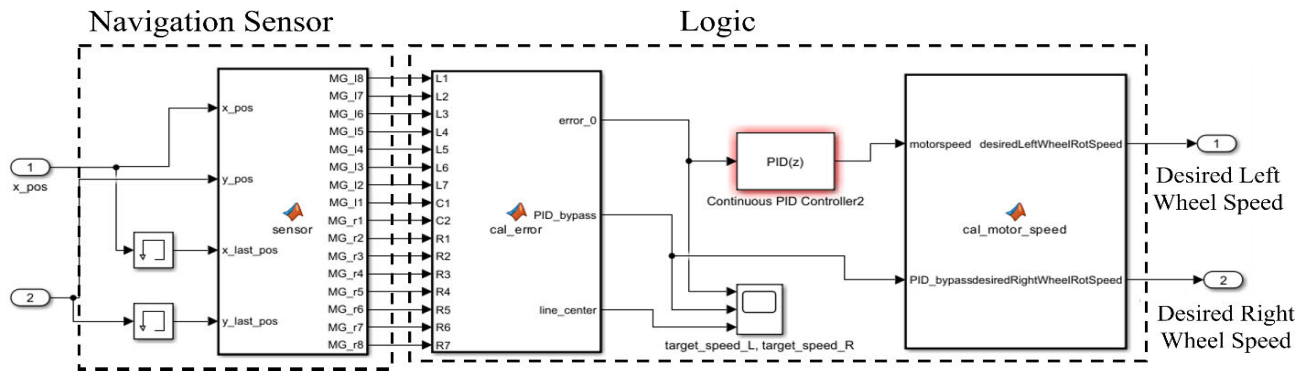 Navigation Sensor
Logic
1
x_pos
2
x_pos
y_pos
x_last_pos
y_last_pos
sensor
MG_l8
MG_l7
MG_l6
MG_l5
MG_l4
MG_l3
MG_l2
MG_l1
MG_r1
MG_r2
MG_r3
MG_r4
MG_r5
MG_r6
MG_r7
MG_r8
L1
L2
L3
L4
L5
L6
L7
C1
C2
R1
R2
R3
R4
R5
R6
R7
cal_error
error_0
PID_bypass
line_center
PID(z)
Continuous PID Controller2
target_speed_L, target_speed_R
motorspeed
desiredLeftWheelRotSpeed
cal_motor_speed
PID_bypass
desiredRightWheelRotSpeed
1
Desired Left
Wheel Speed
2
Desired Right
Wheel Speed